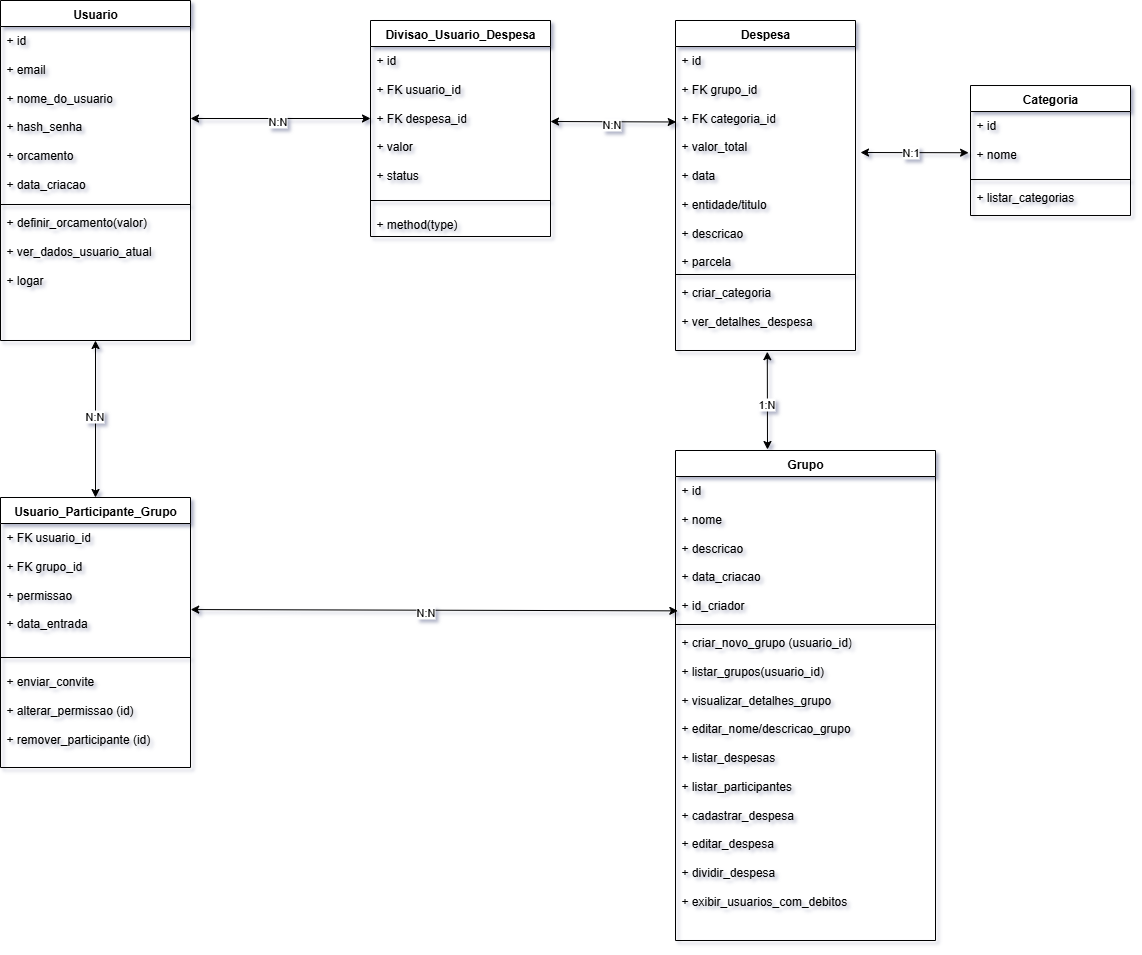 Usuario
+ id
+ email
+ nome_do_usuario
+ hash_senha
+ orcamento
+ data_criacao
+ definir_orcamento(valor)
+ ver_dados_usuario_atual
+ logar
N:N
Divisao_Usuario_Despesa
+ id
+ FK usuario_id
+ FK despesa_id
+ valor
+ status
+ method(type)
N:N
Despesa
+ id
+ FK grupo_id
+ FK categoria_id
+ valor_total
+ data
+ entidade/titulo
+ descricao
+ parcela
+ criar_categoria
+ ver_detalhes_despesa
N:1
Categoria
+ id
+ nome
+ listar_categorias
N:N
1:N
Usuario_Participante_Grupo
+ FK usuario_id
+ FK grupo_id
+ permissao
+ data_entrada
+ enviar_convite
+ alterar_permissao (id)
+ remover_participante (id)
N:N
Grupo
+ id
+ nome
+ descricao
+ data_criacao
+ id_criador
+ criar_novo_grupo (usuario_id)
+ listar_grupos(usuario_id)
+ visualizar_detalhes_grupo
+ editar_nome/descricao_grupo
+ listar_despesas
+ listar_participantes
+ cadastrar_despesa
+ editar_despesa
+ dividir_despesa
+ exibir_usuarios_com_debitos